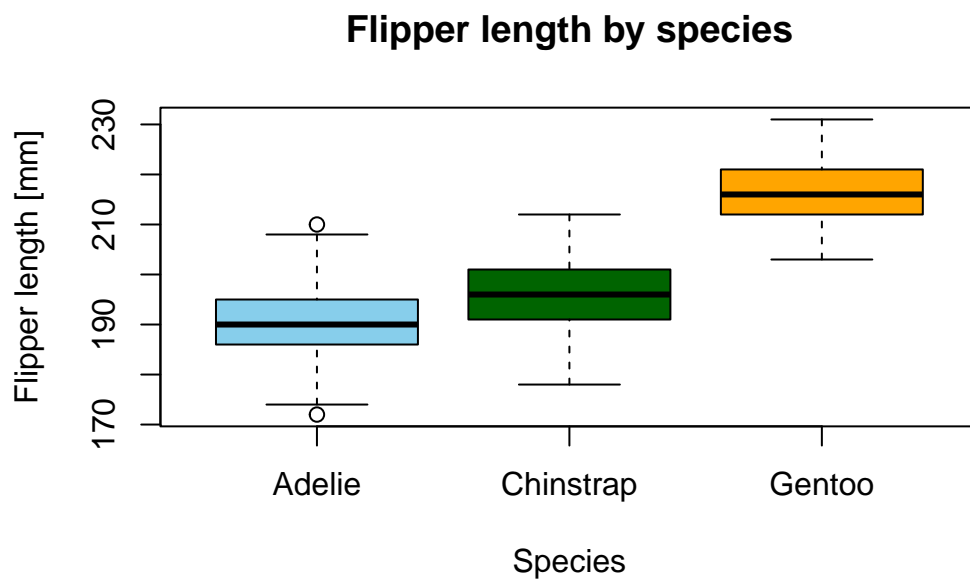 Flipper length by species
Flipper length [mm]
230
210
190
170
Adelie Chinstrap Gentoo
Species